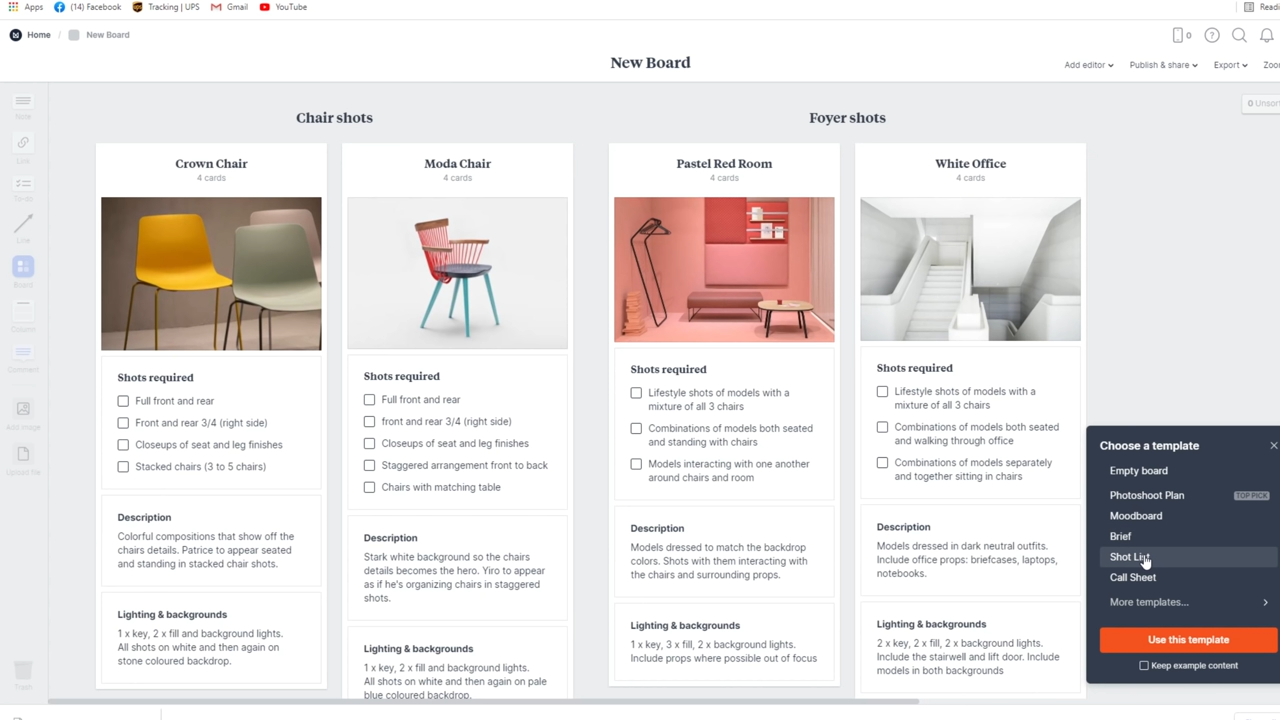 Apps
(14) Facebook
Tracking | UPS
Gmail
YouTube
Home / New Board
0
New Board
Add editor
Publish & share
Export
Note
Link
To-do
Line
Board
Column
Comment
Add image
Upload file
Trash
Chair shots
Crown Chair
4 cards
Shots required
Full front and rear
Front and rear 3/4 (right side)
Closeups of seat and leg finishes
Stacked chairs (3 to 5 chairs)
Description
Colorful compositions that show off the
chairs details. Patrice to appear seated
and standing in stacked chair shots.
Lighting & backgrounds
1 x key, 2 x fill and background lights.
All shots on white and then again on
stone coloured backdrop.
Moda Chair
4 cards
Shots required
Full front and rear
front and rear 3/4 (right side)
Closeups of seat and leg finishes
Staggered arrangement front to back
Chairs with matching table
Description
Stark white background so the chairs
details becomes the hero. Yiro to appear
as if he's organizing chairs in staggered
shots.
Lighting & backgrounds
1 x key, 2 x fill and background lights.
All shots on white and then again on pale
blue coloured backdrop.
Foyer shots
Pastel Red Room
4 cards
Shots required
Lifestyle shots of models with a
mixture of all 3 chairs
Combinations of models both seated
and standing with chairs
Models interacting with one another
around chairs and room
Description
Models dressed to match the backdrop
colors. Shots with them interacting with
the chairs and surrounding props.
Lighting & backgrounds
1 x key, 3 x fill, 2 x background lights.
Include props where possible out of focus
White Office
4 cards
Shots required
Lifestyle shots of models with a
mixture of all 3 chairs
Combinations of models both seated
and walking through office
Combinations of models separately
and together sitting in chairs
Description
Models dressed in dark neutral outfits.
Include office props: briefcases, laptops,
notebooks.
Lighting & backgrounds
2 x key, 2 x fill, 2 x background lights.
Include the stairwell and lift door. Include
models in both backgrounds
0 Unsor
Choose a template
Empty board
Photoshoot Plan
TOP PICK
Moodboard
Brief
Shot List
Call Sheet
More templates...
Use this template
Keep example content